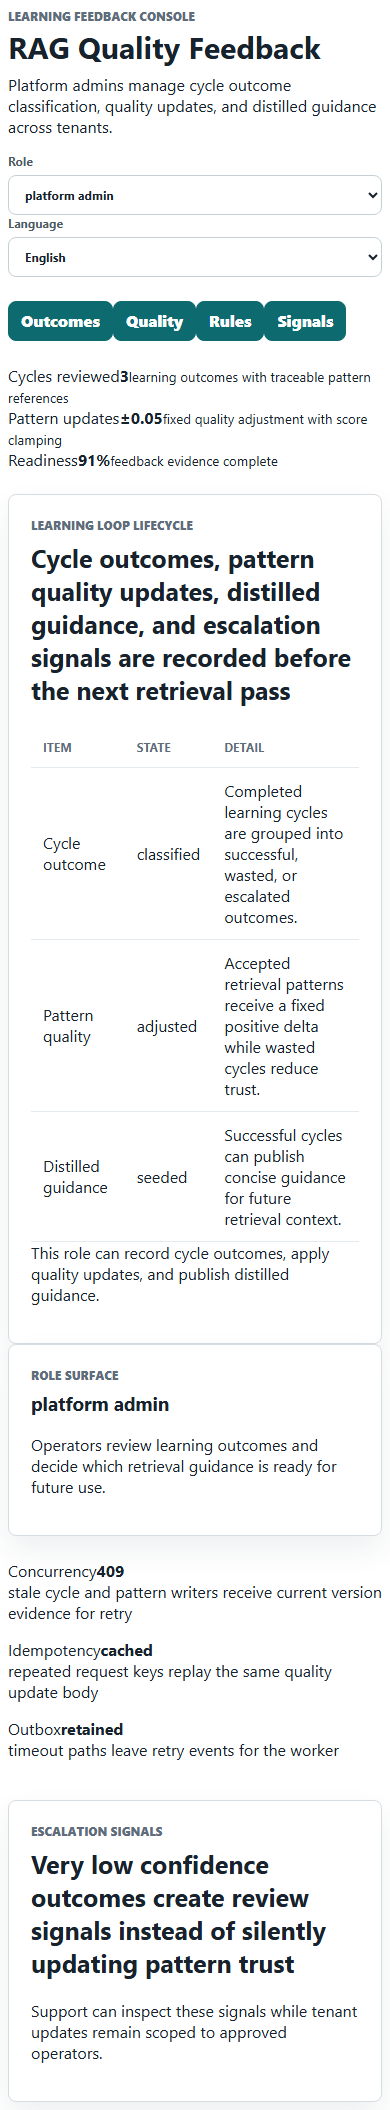 LEARNING FEEDBACK CONSOLE
RAG Quality Feedback
Platform admins manage cycle outcome
classification, quality updates, and distilled guidance
across tenants.
Role
platform admin
Language
English
Outcomes Quality Rules Signals
Cycles reviewed3learning outcomes with traceable pattern
references
Pattern updates±0.05fixed quality adjustment with score
clamping
Readiness91%feedback evidence complete
LEARNING LOOP LIFECYCLE
Cycle outcomes, pattern
quality updates, distilled
guidance, and escalation
signals are recorded before
the next retrieval pass
ITEM STATE DETAIL
Cycle
outcome
classified
Completed
learning cycles
are grouped into
successful,
wasted, or
escalated
outcomes.
Pattern
quality
adjusted
Accepted
retrieval patterns
receive a fixed
positive delta
while wasted
cycles reduce
trust.
Distilled
guidance
seeded
Successful cycles
can publish
concise guidance
for future
retrieval context.
This role can record cycle outcomes, apply
quality updates, and publish distilled
guidance.
ROLE SURFACE
platform admin
Operators review learning outcomes and
decide which retrieval guidance is ready for
future use.
Concurrency409
stale cycle and pattern writers receive current version
evidence for retry
Idempotencycached
repeated request keys replay the same quality
update body
Outboxretained
timeout paths leave retry events for the worker
ESCALATION SIGNALS
Very low confidence
outcomes create review
signals instead of silently
updating pattern trust
Support can inspect these signals while tenant
updates remain scoped to approved
operators.